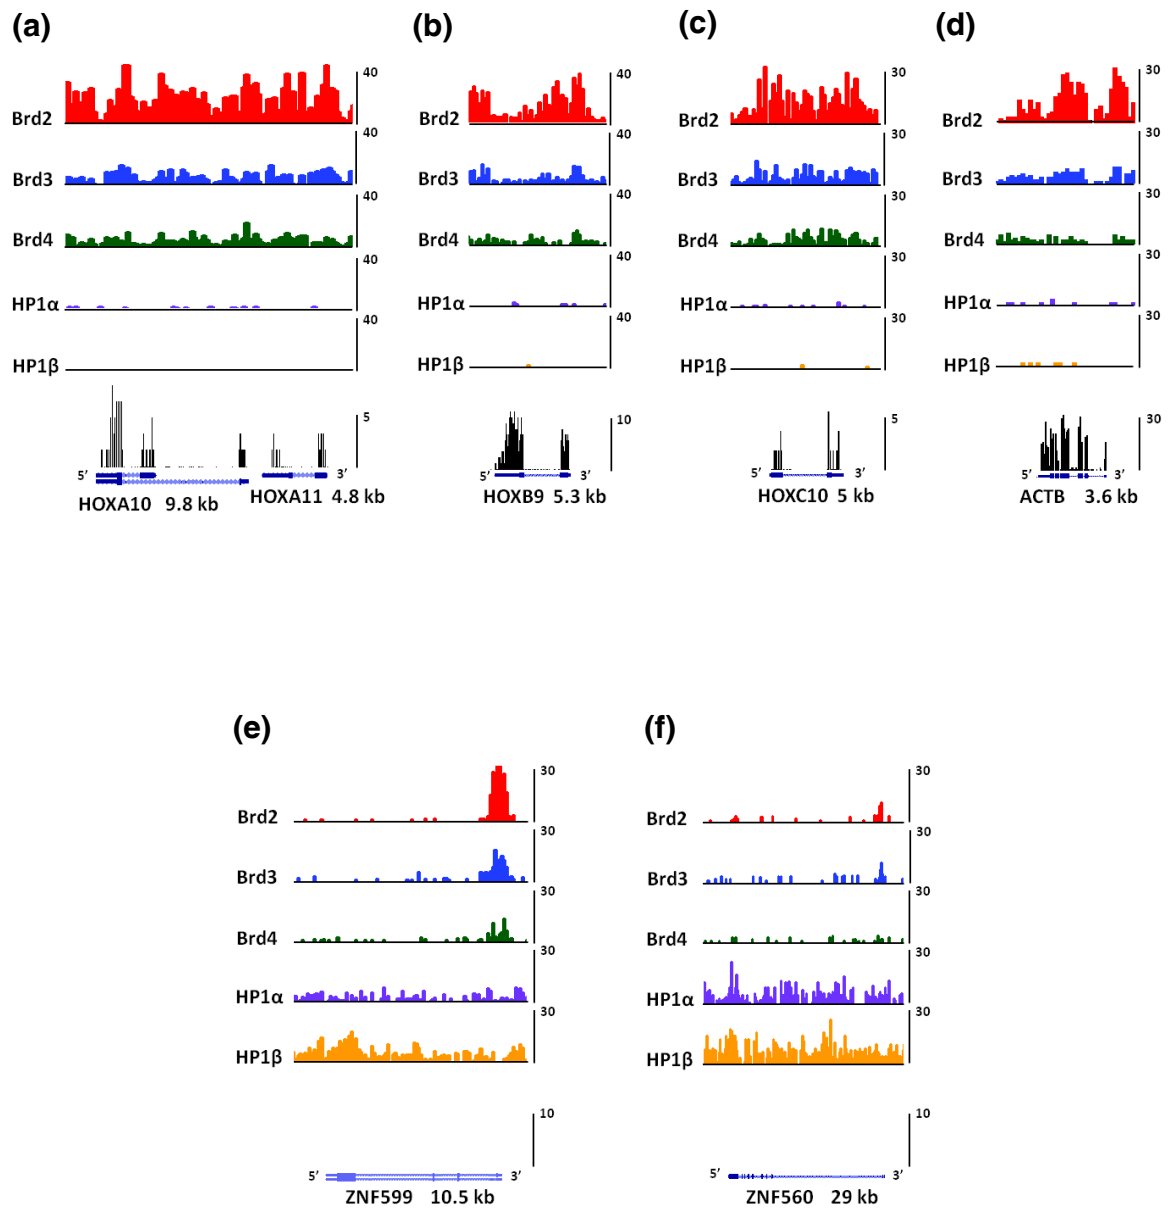 (a)
(b)
(c)
(d)
Brd2
40
Brd3
40
Brd4
40
HP1α
40
HP1β
40
5
5′
3′
HOXA10 9.8 kb
HOXA11 4.8 kb
Brd2
40
Brd3
40
Brd4
40
HP1α
40
HP1β
40
10
5′
3′
HOXB9 5.3 kb
Brd2
30
Brd3
30
Brd4
30
HP1α
30
HP1β
30
5
5′
3′
HOXC10 5 kb
Brd2
30
Brd3
30
Brd4
30
HP1α
30
HP1β
30
30
5′
3′
ACTB 3.6 kb
(e)
(f)
Brd2
30
Brd3
30
Brd4
30
HP1α
30
HP1β
30
10
5′
3′
ZNF599 10.5 kb
Brd2
30
Brd3
30
Brd4
30
HP1α
30
HP1β
30
10
5′
3′
ZNF560 29 kb